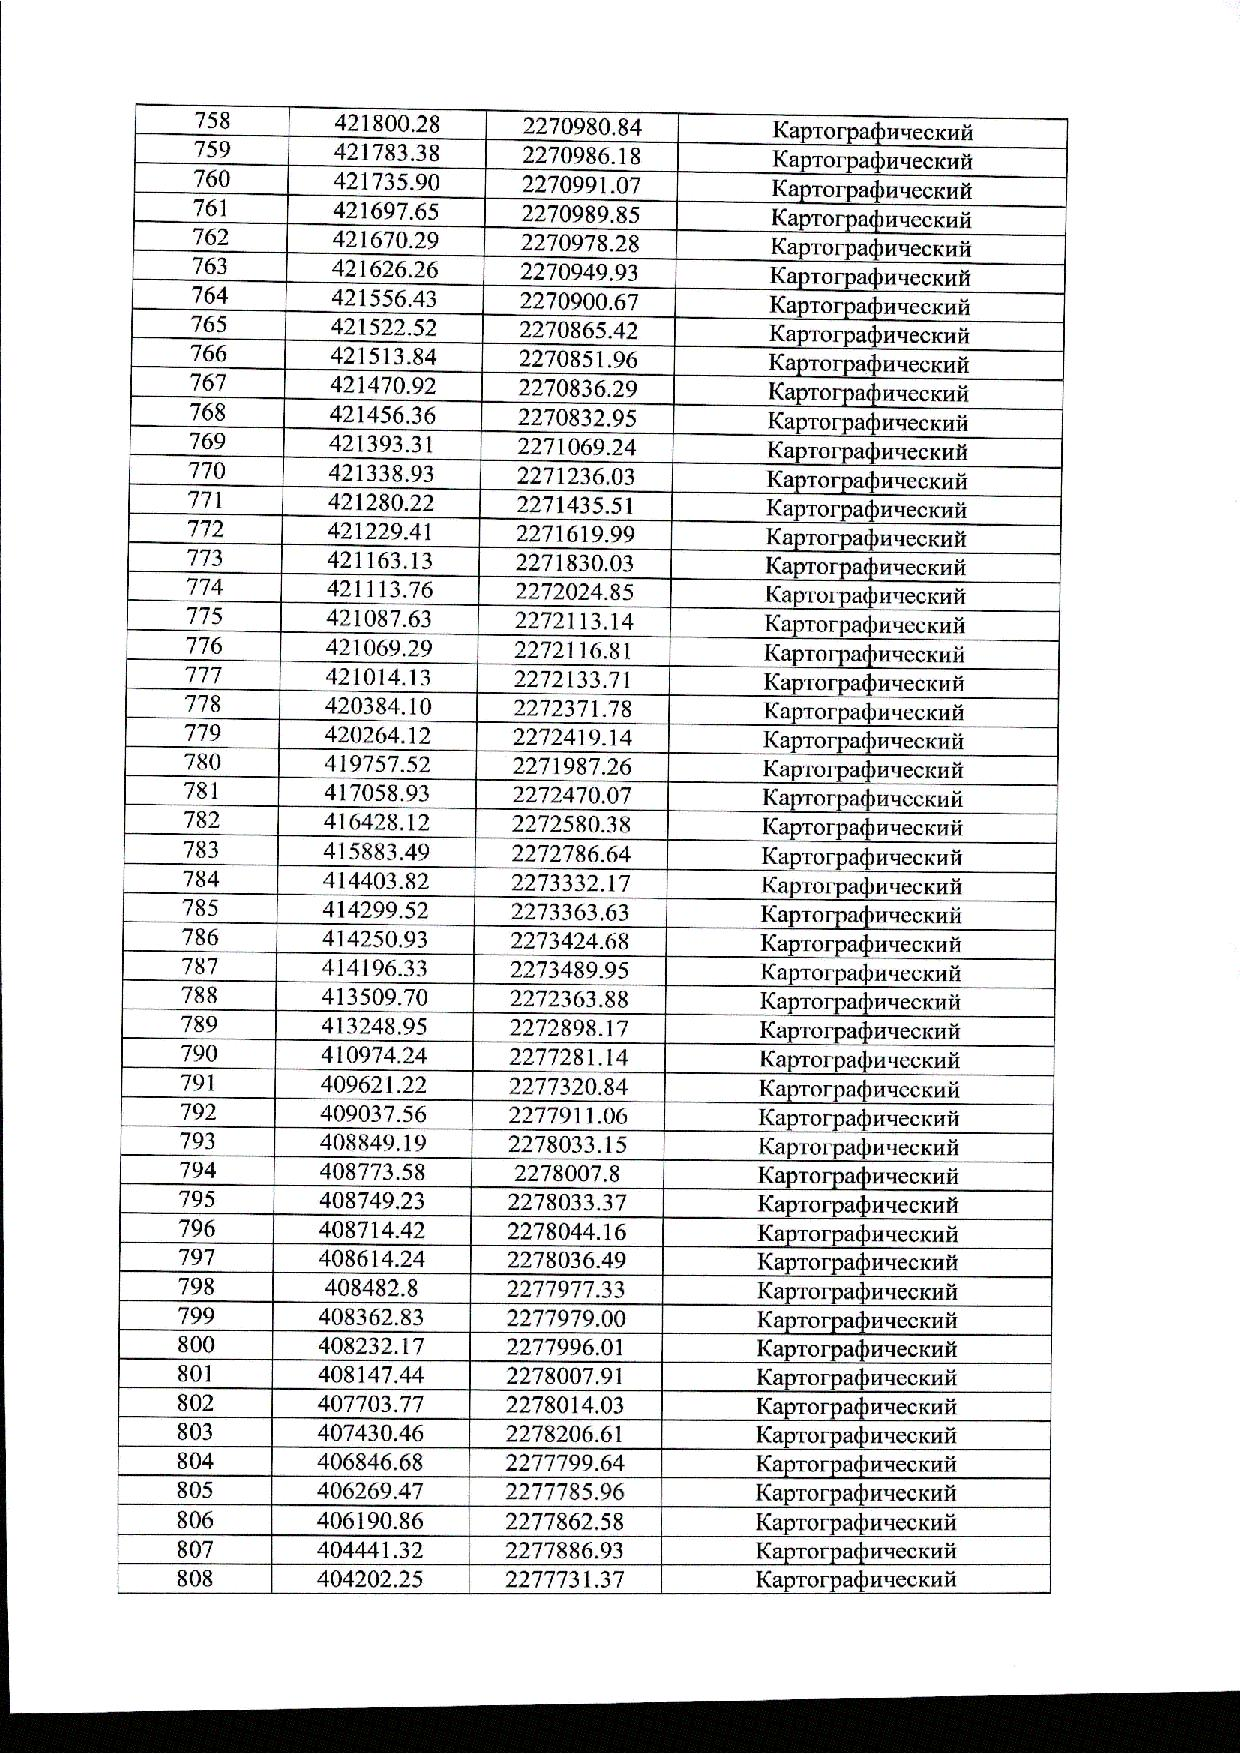 758 421800.28 2270980.84 Картографический
759 421783.38 2270986.18 Картографический
760 421735.90 2270991.07 Картографический
761 421697.65 2270989.85 Картографический
762 421670.29 2270978.28 Картографический
763 421626.26 2270949.93 Картографический
764 421556.43 2270900.67 Картографический
765 421522.52 2270865.42 Картографический
766 421513.84 2270851.96 Картографический
767 421470.92 2270836.29 Картографический
768 421456.36 2270832.95 Картографический
769 421393.31 2271069.24 Картографический
770 421338.93 2271236.03 Картографический
771 421280.22 2271435.51 Картографический
772 421229.41 2271619.99 Картографический
773 421163.13 2271830.03 Картографический
774 421113.76 2272024.85 Картографический
775 421087.63 2272113.14 Картографический
776 421069.29 2272116.81 Картографический
777 421014.13 2272133.71 Картографический
778 420384.10 2272371.78 Картографический
779 420264.12 2272419.14 Картографический
780 419757.52 2271987.26 Картографический
781 417058.93 2272470.07 Картографический
782 416428.12 2272580.38 Картографический
783 415883.49 2272786.64 Картографический
784 414403.82 2273332.17 Картографический
785 414299.52 2273363.63 Картографический
786 414250.93 2273424.68 Картографический
787 414196.33 2273489.95 Картографический
788 413509.70 2272363.88 Картографический
789 413248.95 2272898.17 Картографический
790 410974.24 2277281.14 Картографический
791 409621.22 2277320.84 Картографический
792 409037.56 2277911.06 Картографический
793 408849.19 2278033.15 Картографический
794 408773.58 2278007.8 Картографический
795 408749.23 2278033.37 Картографический
796 408714.42 2278044.16 Картографический
797 408614.24 2278036.49 Картографический
798 408482.8 2277977.33 Картографический
799 408362.83 2277979.00 Картографический
800 408232.17 2277996.01 Картографический
801 408147.44 2278007.91 Картографический
802 407703.77 2278014.03 Картографический
803 407430.46 2278206.61 Картографический
804 406846.68 2277799.64 Картографический
805 406269.47 2277785.96 Картографический
806 406190.86 2277862.58 Картографический
807 404441.32 2277886.93 Картографический
808 404202.25 2277731.37 Картографический